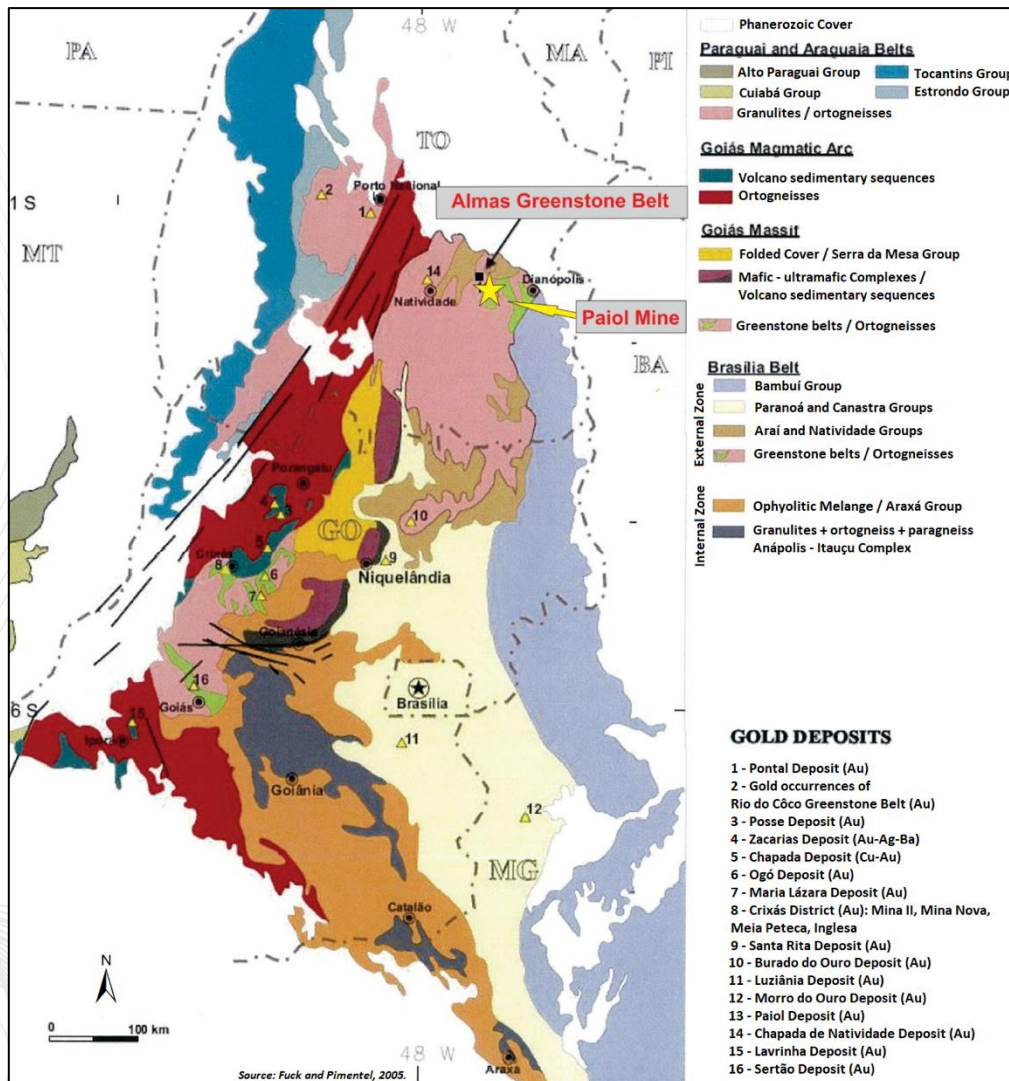 48 W
PA
MA
PI
TO
2
Porto Nacional
1
1 S
MT
Almas Greenstone Belt
14
Natividade
Dianópolis
Paiol Mine
BA
Porangatu
4
3
10
GO
5
9
Crixás
8
6
Niquelândia
7
Goianésia
Brasília
16
Goiás
6 S
15
Iporá
11
Goiânia
12
MG
Catalão
N
0
100 km
48 W
Araxá
Source: Fuck and Pimentel, 2005.
Phanerozoic Cover
Paraguai and Araguaia Belts
Alto Paraguai Group
Tocantins Group
Cuiabá Group
Estrondo Group
Granulites / ortogneisses
Goiás Magmatic Arc
Volcano sedimentary sequences
Ortogneisses
Goiás Massif
Folded Cover / Serra da Mesa Group
Mafic - ultramafic Complexes /
Volcano sedimentary sequences
Greenstone belts / Ortogneisses
Brasília Belt
External Zone
Bambuí Group
Paranoá and Canastra Groups
Araí and Natividade Groups
Greenstone belts / Ortogneisses
Internal Zone
Ophyolitic Melange / Araxá Group
Granulites + ortogneiss + paragneiss
Anápolis - Itauçu Complex
GOLD DEPOSITS
1 - Pontal Deposit (Au)
2 - Gold occurrences of
Rio do Côco Greenstone Belt (Au)
3 - Posse Deposit (Au)
4 - Zacarias Deposit (Au-Ag-Ba)
5 - Chapada Deposit (Cu-Au)
6 - Ogó Deposit (Au)
7 - Maria Lázara Deposit (Au)
8 - Crixás District (Au): Mina II, Mina Nova,
Meia Peteca, Inglesa
9 - Santa Rita Deposit (Au)
10 - Burado do Ouro Deposit (Au)
11 - Luziânia Deposit (Au)
12 - Morro do Ouro Deposit (Au)
13 - Paiol Deposit (Au)
14 - Chapada de Natividade Deposit (Au)
15 - Lavrinha Deposit (Au)
16 - Sertão Deposit (Au)